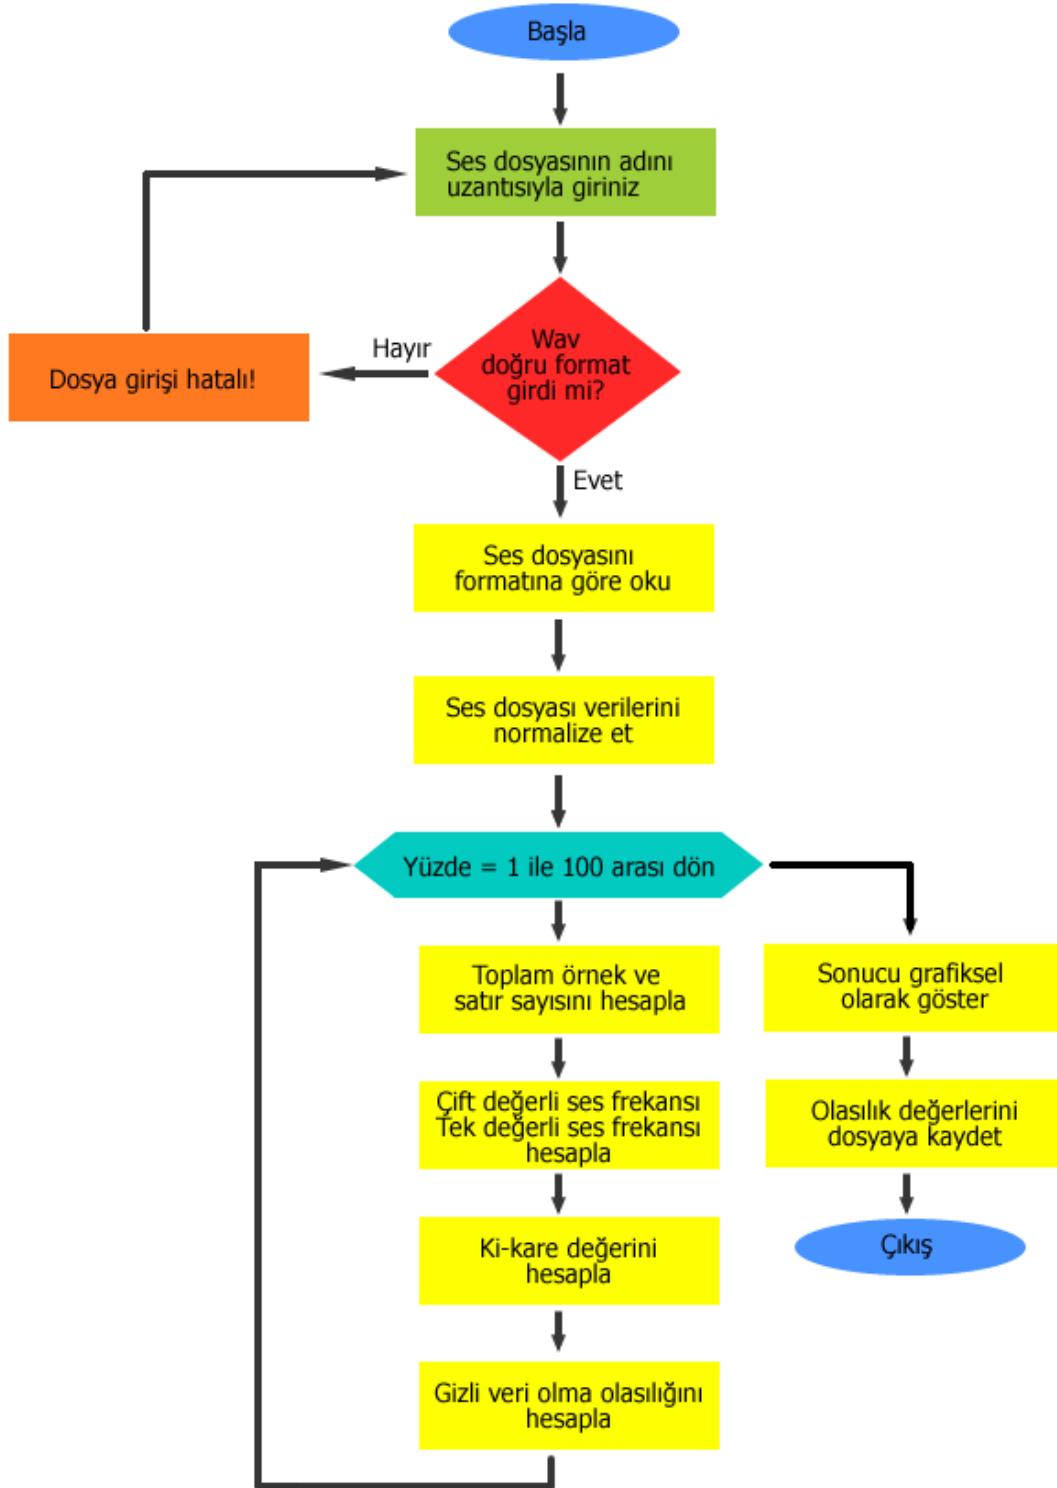 Başla
Ses dosyasının adını
uzantısıyla giriniz
Wav
doğru format
girdi mi?
Hayır
Dosya girişi hatalı!
Evet
Ses dosyasını
formatına göre oku
Ses dosyası verilerini
normalize et
Yüzde = 1 ile 100 arası dön
Toplam örnek ve
satır sayısını hesapla
Çift değerli ses frekansı
Tek değerli ses frekansı
hesapla
Ki-kare değerini
hesapla
Gizli veri olma olasılığını
hesapla
Sonucu grafiksel
olarak göster
Olasılık değerlerini
dosyaya kaydet
Çıkış